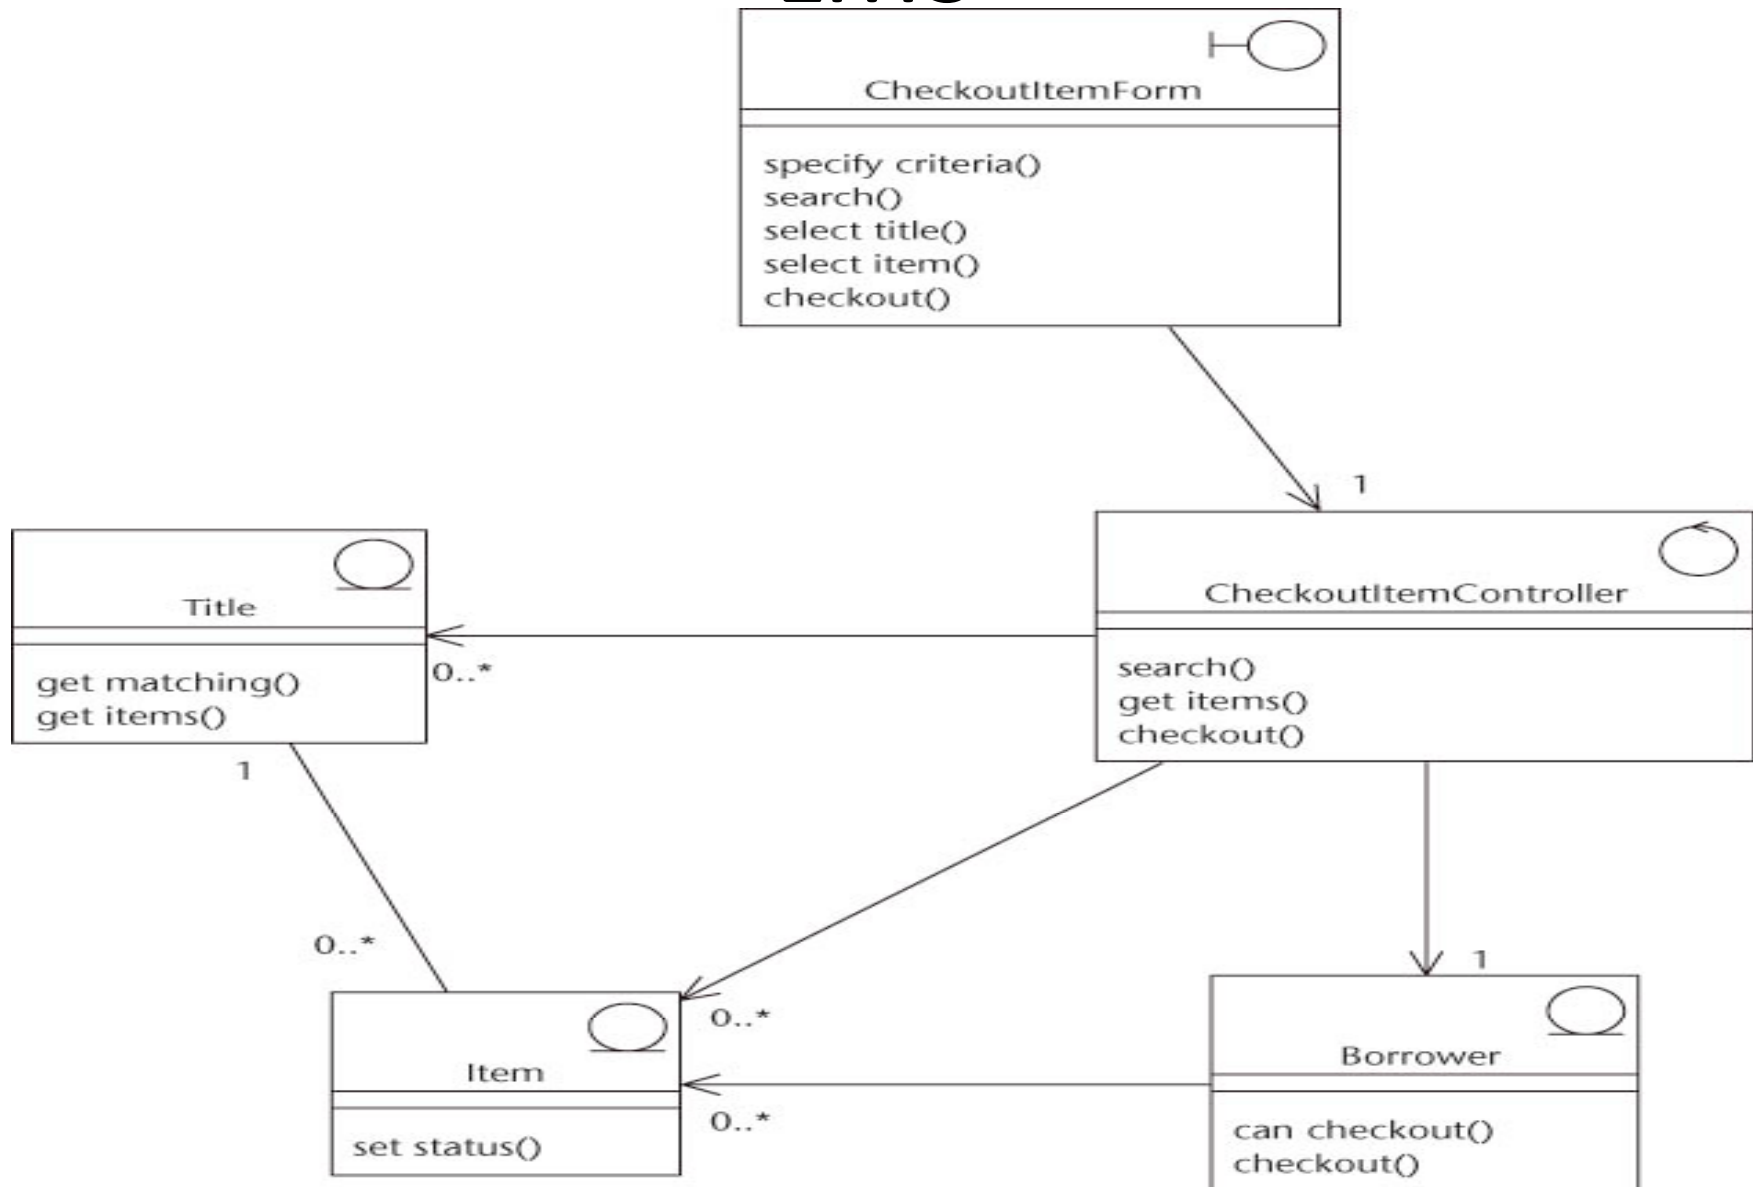 CheckoutItemForm
specify criteria()
search()
select title()
select item()
checkout()
1
CheckoutItemController
search()
get items()
checkout()
Title
get matching()
get items()
0..*
1
0..*
Item
set status()
0..*
0..*
1
Borrower
can checkout()
checkout()